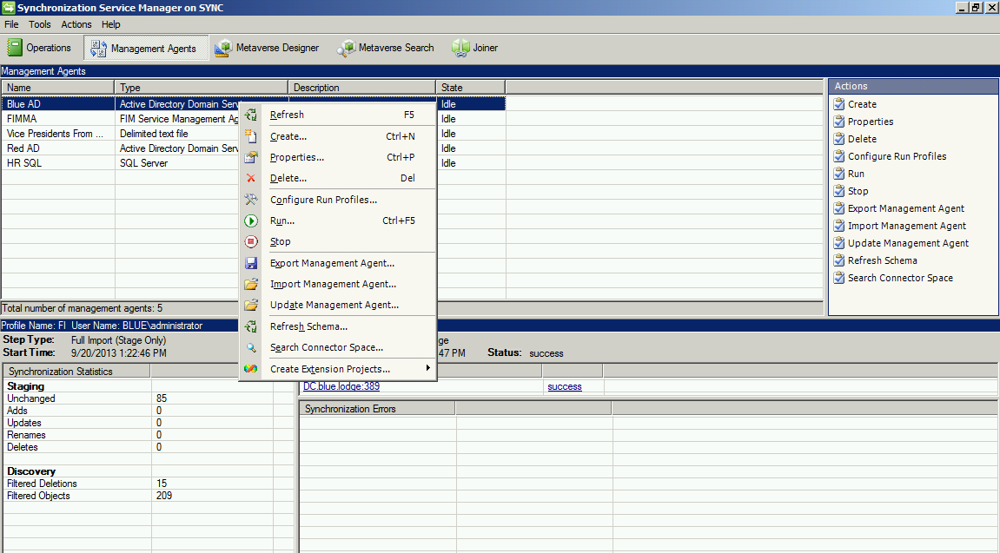 Synchronization Service Manager on SYNC
File Tools Actions Help
Operations Management Agents Metaverse Designer Metaverse Search Joiner
Management Agents
Name Type Description State
Blue AD Active Directory Domain Serv Idle
FIMMA FIM Service Management Ag Idle
Vice Presidents From ... Delimited text file Idle
Red AD Active Directory Domain Serv Idle
HR SQL SQL Server Idle
Total number of management agents: 5
Refresh F5
Create... Ctrl+N
Properties... Ctrl+P
Delete... Del
Configure Run Profiles...
Run... Ctrl+F5
Stop
Export Management Agent...
Import Management Agent...
Update Management Agent...
Refresh Schema...
Search Connector Space...
Create Extension Projects...
Actions
Create
Properties
Delete
Configure Run Profiles
Run
Stop
Export Management Agent
Import Management Agent
Update Management Agent
Refresh Schema
Search Connector Space
Profile Name: FI User Name: BLUE\administrator
Step Type: Full Import (Stage Only) ge
Start Time: 9/20/2013 1:22:46 PM 47 PM Status: success
Synchronization Statistics
Staging
Unchanged 85
Adds 0
Updates 0
Renames 0
Deletes 0
Discovery
Filtered Deletions 15
Filtered Objects 209
DC.blue.lodge:389 success
Synchronization Errors